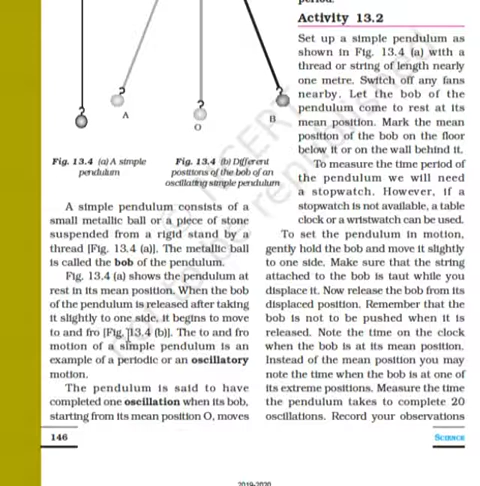 A
O
B
Fig. 13.4 (a) A simple
pendulum
Fig. 13.4 (b) Different
positions of the bob of an
oscillating simple pendulum
A simple pendulum consists of a
small metallic ball or a piece of stone
suspended from a rigid stand by a
thread [Fig. 13.4 (a)]. The metallic ball
is called the bob of the pendulum.
Fig. 13.4 (a) shows the pendulum at
rest in its mean position. When the bob
of the pendulum is released after taking
it slightly to one side, it begins to move
to and fro [Fig. 13.4 (b)]. The to and fro
motion of a simple pendulum is an
example of a periodic or an oscillatory
motion.
The pendulum is said to have
completed one oscillation when its bob,
starting from its mean position O, moves
period.
Activity 13.2
Set up a simple pendulum as
shown in Fig. 13.4 (a) with a
thread or string of length nearly
one metre. Switch off any fans
nearby. Let the bob of the
pendulum come to rest at its
mean position. Mark the mean
position of the bob on the floor
below it or on the wall behind it.
To measure the time period of
the pendulum we will need
a stopwatch. However, if a
stopwatch is not available, a table
clock or a wristwatch can be used.
To set the pendulum in motion,
gently hold the bob and move it slightly
to one side. Make sure that the string
attached to the bob is taut while you
displace it. Now release the bob from its
displaced position. Remember that the
bob is not to be pushed when it is
released. Note the time on the clock
when the bob is at its mean position.
Instead of the mean position you may
note the time when the bob is at one of
its extreme positions. Measure the time
the pendulum takes to complete 20
oscillations. Record your observations
146
SCIENCE
2019-2020
not to be republished